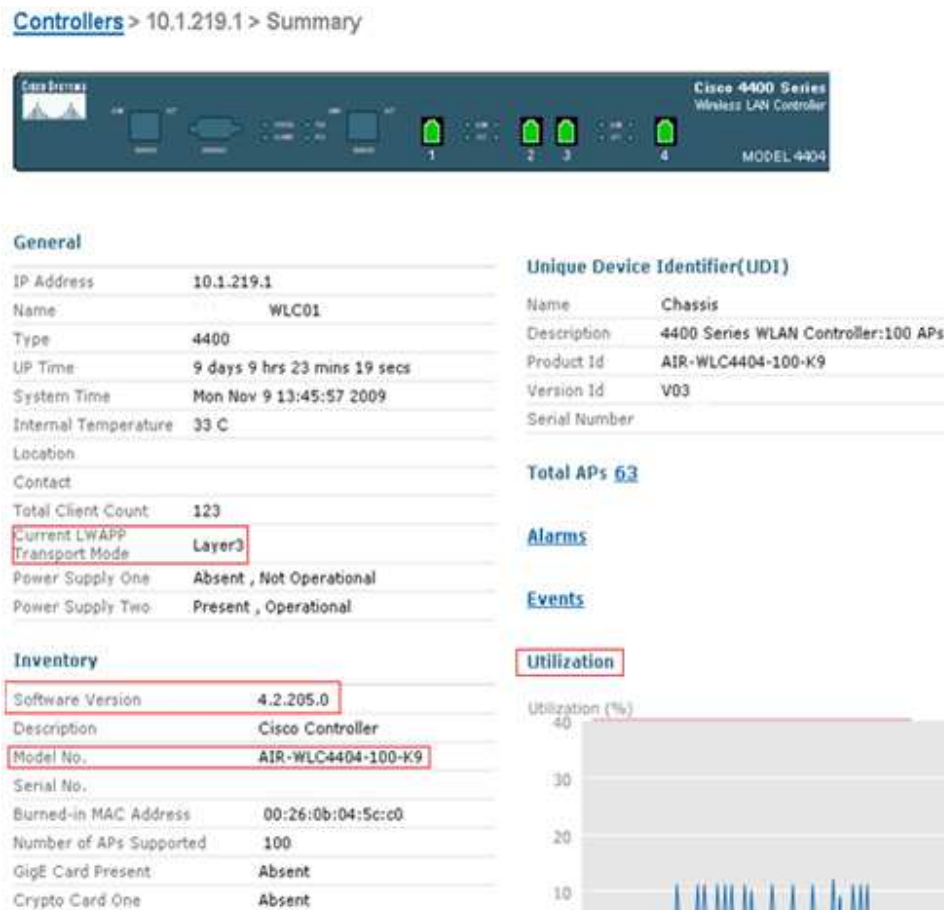 Controllers > 10.1.219.1 > Summary
Cisco Systems
Cisco 4400 Series
Wireless LAN Controller
1 2 3 4
MODEL 4404
General
IP Address 10.1.219.1
Name WLC01
Type 4400
UP Time 9 days 9 hrs 23 mins 19 secs
System Time Mon Nov 9 13:45:57 2009
Internal Temperature 33 C
Location
Contact
Total Client Count 123
Current LWAPP
Transport Mode Layer3
Power Supply One Absent , Not Operational
Power Supply Two Present , Operational
Inventory
Software Version 4.2.205.0
Description Cisco Controller
Model No. AIR-WLC4404-100-K9
Serial No.
Burned-in MAC Address 00:26:0b:04:5c:c0
Number of APs Supported 100
GigE Card Present Absent
Crypto Card One Absent
Unique Device Identifier(UDI)
Name Chassis
Description 4400 Series WLAN Controller:100 APs
Product Id AIR-WLC4404-100-K9
Version Id V03
Serial Number
Total APs 63
Alarms
Events
Utilization
Utilization (%)
40
30
20
10